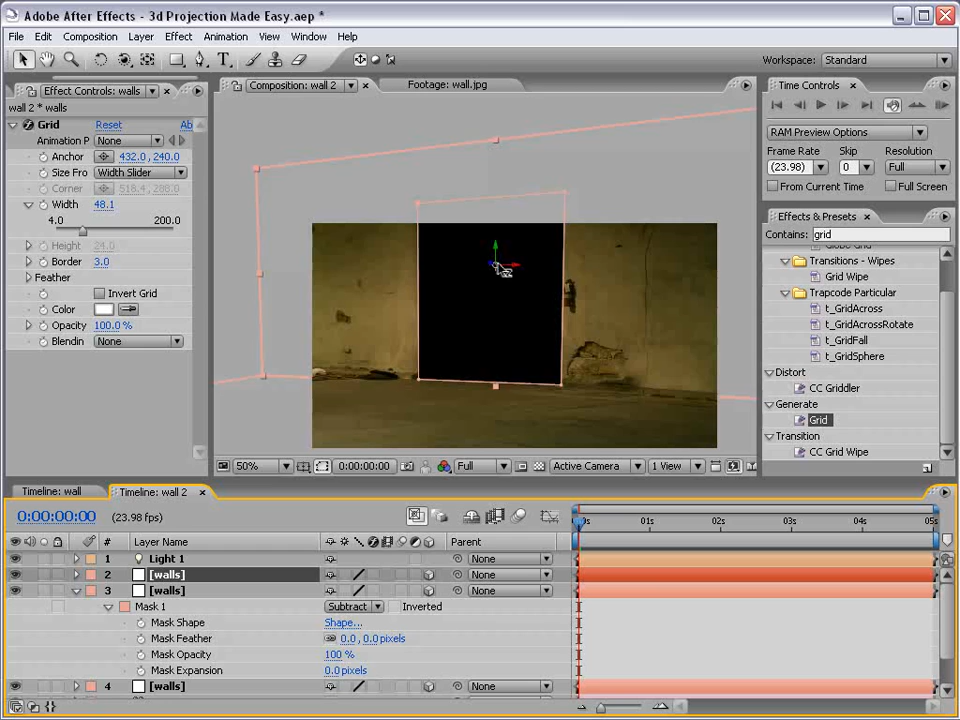 Adobe After Effects - 3d Projection Made Easy.aep *
File Edit Composition Layer Effect Animation View Window Help
Workspace: Standard
Effect Controls: walls
Composition: wall 2
Footage: wall.jpg
Time Controls
wall 2 * walls
Grid Reset Ab
Animation P None
Anchor 432.0, 240.0
Size Fro Width Slider
Corner 518.4, 288.0
Width 48.1
4.0 200.0
Height 24.0
Border 3.0
Feather
Invert Grid
Color
Opacity 100.0 %
Blendin None
RAM Preview Options
Frame Rate Skip Resolution
(23.98) 0 Full
From Current Time Full Screen
Effects & Presets
Contains: grid
Transitions - Wipes
Grid Wipe
Trapcode Particular
t_GridAcross
t_GridAcrossRotate
t_GridFall
t_GridSphere
Distort
CC Griddler
Generate
Grid
Transition
CC Grid Wipe
50% 0:00:00:00 Full Active Camera 1 View
Timeline: wall Timeline: wall 2
0:00:00:00 (23.98 fps)
01s 02s 03s 04s 05s
# Layer Name Parent
1 Light 1 None
2 [walls] None
3 [walls] None
Mask 1 Subtract Inverted
Mask Shape Shape...
Mask Feather 0.0, 0.0 pixels
Mask Opacity 100 %
Mask Expansion 0.0 pixels
4 [walls] None